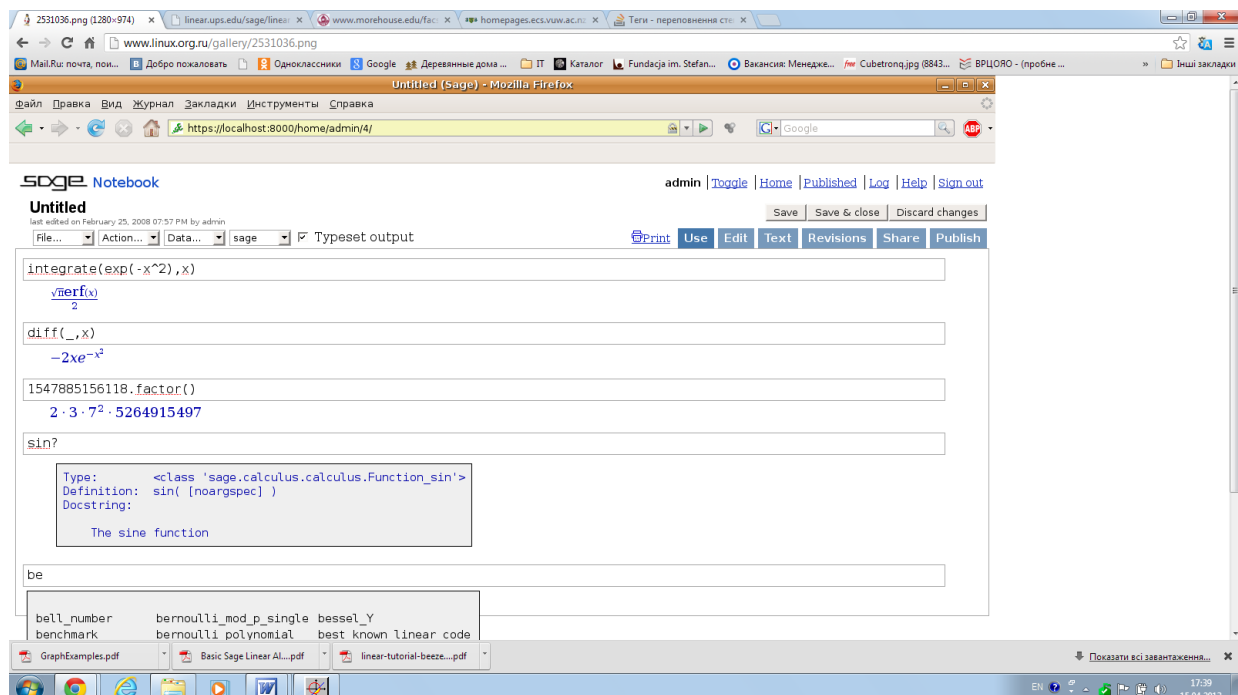 2531036.png (1280×974)
linear.ups.edu/sage/linear
www.morehouse.edu/fac
homepages.ecs.vuw.ac.nz
Теги - переповнення сте
www.linux.org.ru/gallery/2531036.png
Mail.Ru: почта, пои... Добро пожаловать Одноклассники Google Деревянные дома ... IT Каталог Fundacja im. Stefan... Вакансия: Менедже... Cubetronq.jpg (8843... ВРЦОЯО - (пробне ... » Інші закладки
Untitled (Sage) - Mozilla Firefox
Файл Правка Вид Журнал Закладки Инструменты Справка
https://localhost:8000/home/admin/4/
Google
ABP
sage Notebook
admin | Toggle | Home | Published | Log | Help | Sign out
Untitled
last edited on February 25, 2008 07:57 PM by admin
Save Save & close Discard changes
File... Action... Data... sage Typeset output
Print Use Edit Text Revisions Share Publish
integrate(exp(-x^2),x)
√πerf(x)
2
diff(_,x)
−2xe^−x²
1547885156118.factor()
2 · 3 · 7² · 5264915497
sin?
Type: <class 'sage.calculus.calculus.Function_sin'>
Definition: sin( [noargspec] )
Docstring:
The sine function
be
bell_number bernoulli_mod_p_single bessel_Y
benchmark bernoulli_polynomial best_known_linear_code
GraphExamples.pdf Basic Sage Linear Al....pdf linear-tutorial-beeze....pdf Показати всі завантаження...
EN 17:39